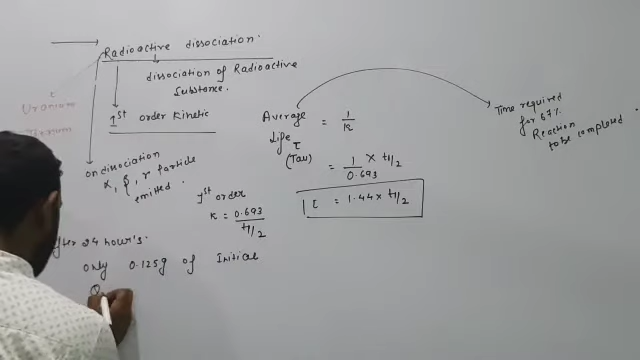 Radioactive dissociation.
dissociation of Radioactive
Substance.
1st order kinetic
Uranium
on dissociation
α, β, γ particle
emitted.
1st order
K = 0.693
t1/2
Average
life τ
(Tau)
= 1
K
= 1 × t1/2
0.693
τ = 1.44 × t1/2
Time required
for 67%
Reaction
to be completed.
24 hour's.
only 0.125g of Initial